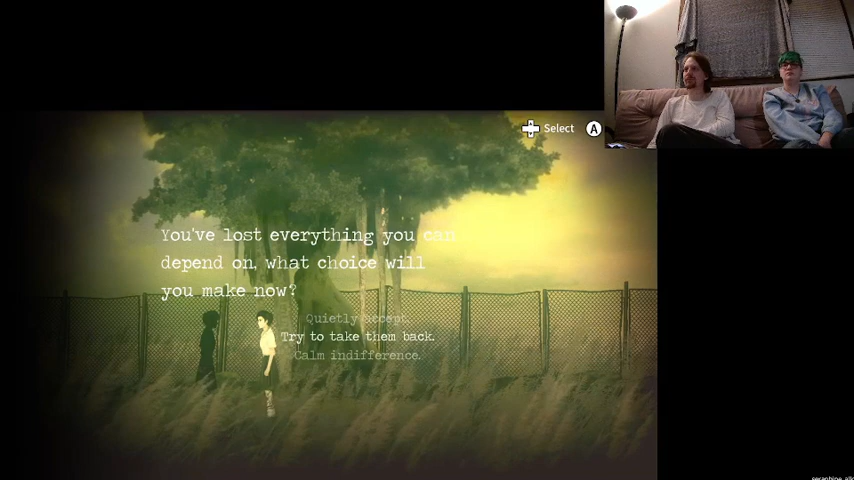 Select A
You've lost everything you can
depend on, what choice will
you make now?
Quietly accept.
Try to take them back.
Calm indifference.